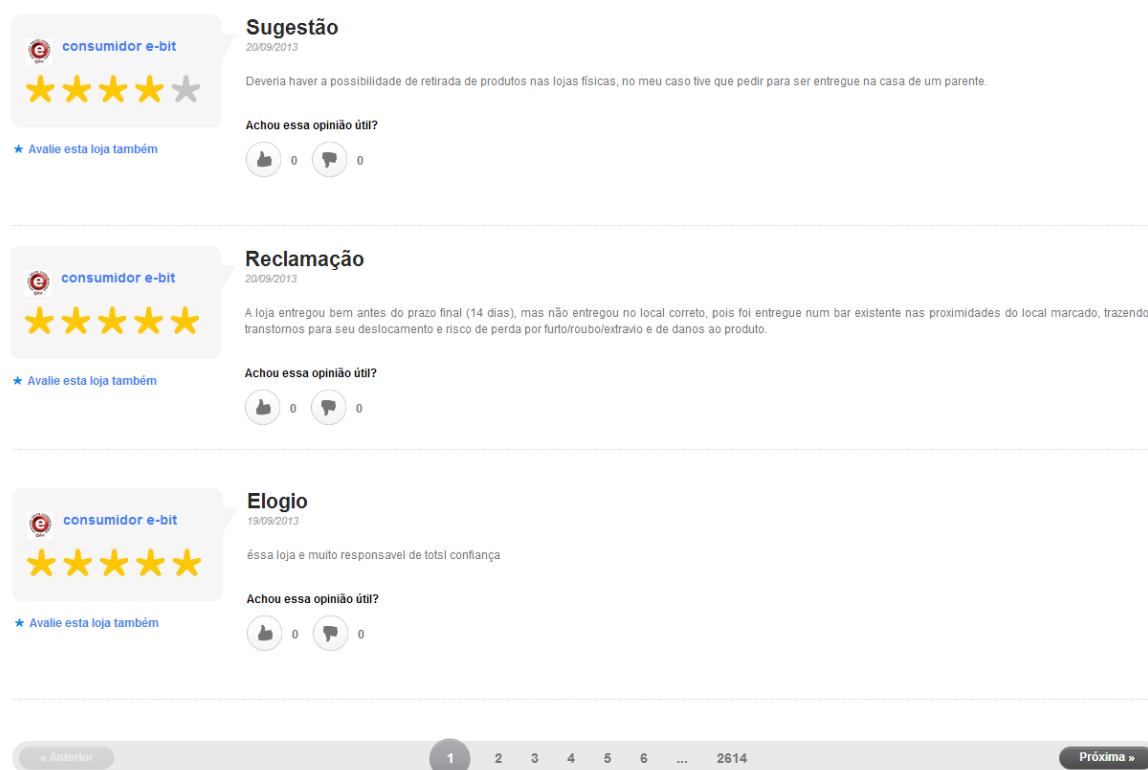 Sugestão
consumidor e-bit
20/09/2013
Deveria haver a possibilidade de retirada de produtos nas lojas físicas, no meu caso tive que pedir para ser entregue na casa de um parente.
Achou essa opinião útil?
★ Avalie esta loja também
0 0
Reclamação
consumidor e-bit
20/09/2013
A loja entregou bem antes do prazo final (14 dias), mas não entregou no local correto, pois foi entregue num bar existente nas proximidades do local marcado, trazendo
transtornos para seu deslocamento e risco de perda por furto/roubo/extravio e de danos ao produto.
Achou essa opinião útil?
★ Avalie esta loja também
0 0
Elogio
consumidor e-bit
19/09/2013
éssa loja e muito responsavel de totsl confiança
Achou essa opinião útil?
★ Avalie esta loja também
0 0
« Anterior 1 2 3 4 5 6 ... 2614 Próxima »